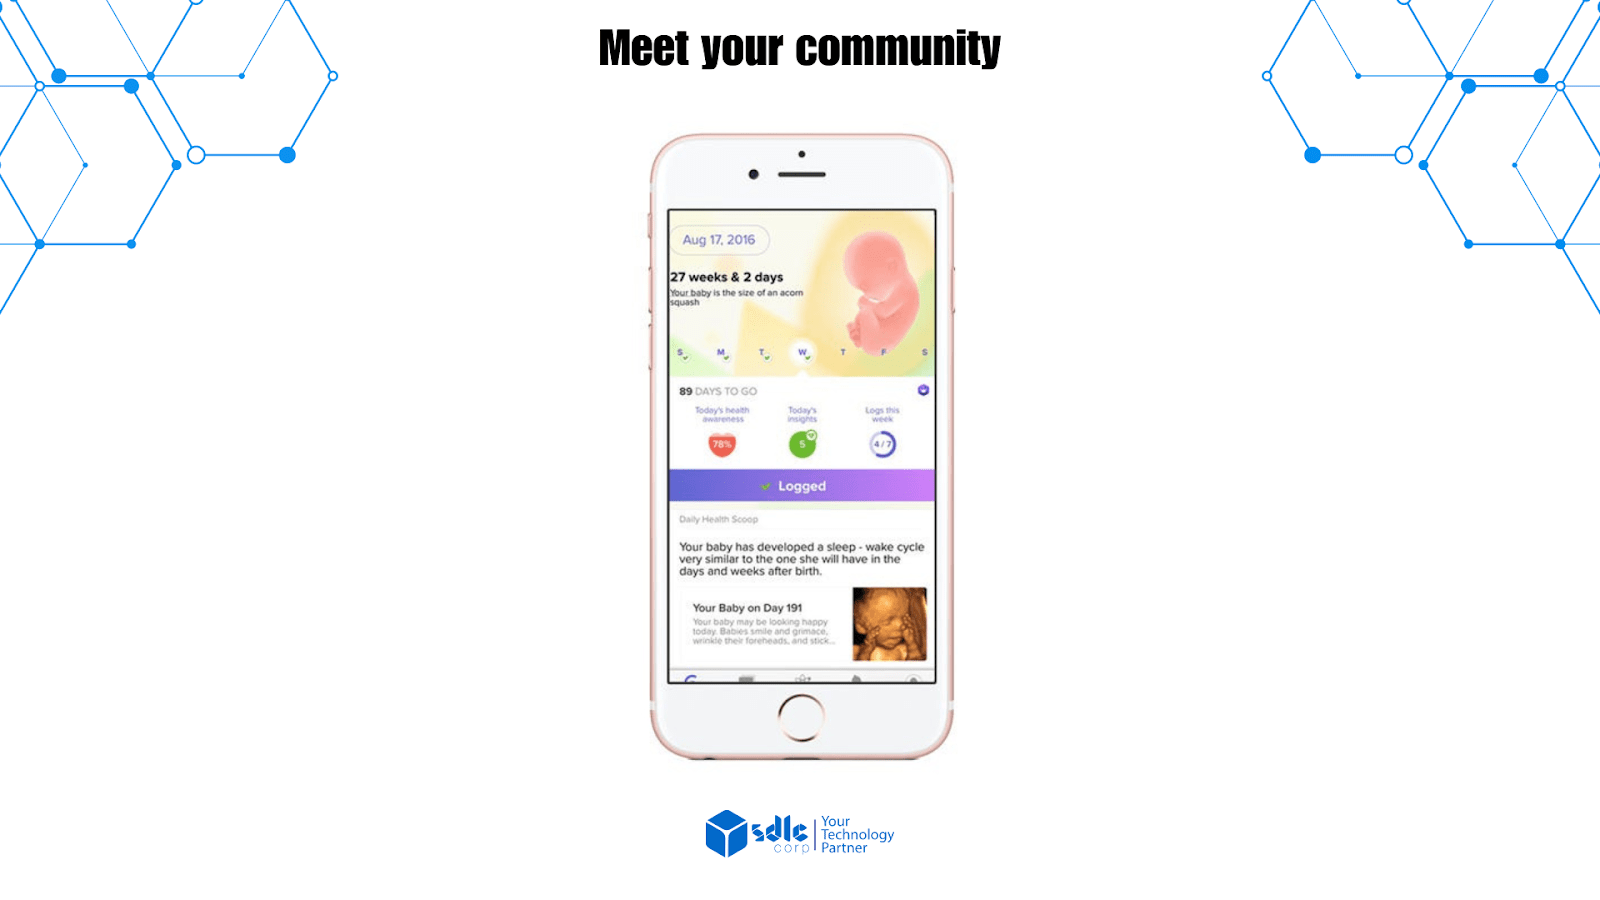 Meet your community
Aug 17, 2016
27 weeks & 2 days
Your baby is the size of an acorn
squash
S M T W T F S
89 DAYS TO GO
Today's health
awareness
Today's
insights
Logs this
week
78%
5
4 / 7
Logged
Daily Health Scoop
Your baby has developed a sleep - wake cycle
very similar to the one she will have in the
days and weeks after birth.
Your Baby on Day 191
Your baby may be looking happy
today. Babies smile and grimace,
wrinkle their foreheads, and stick...
sdlc
corp
Your
Technology
Partner